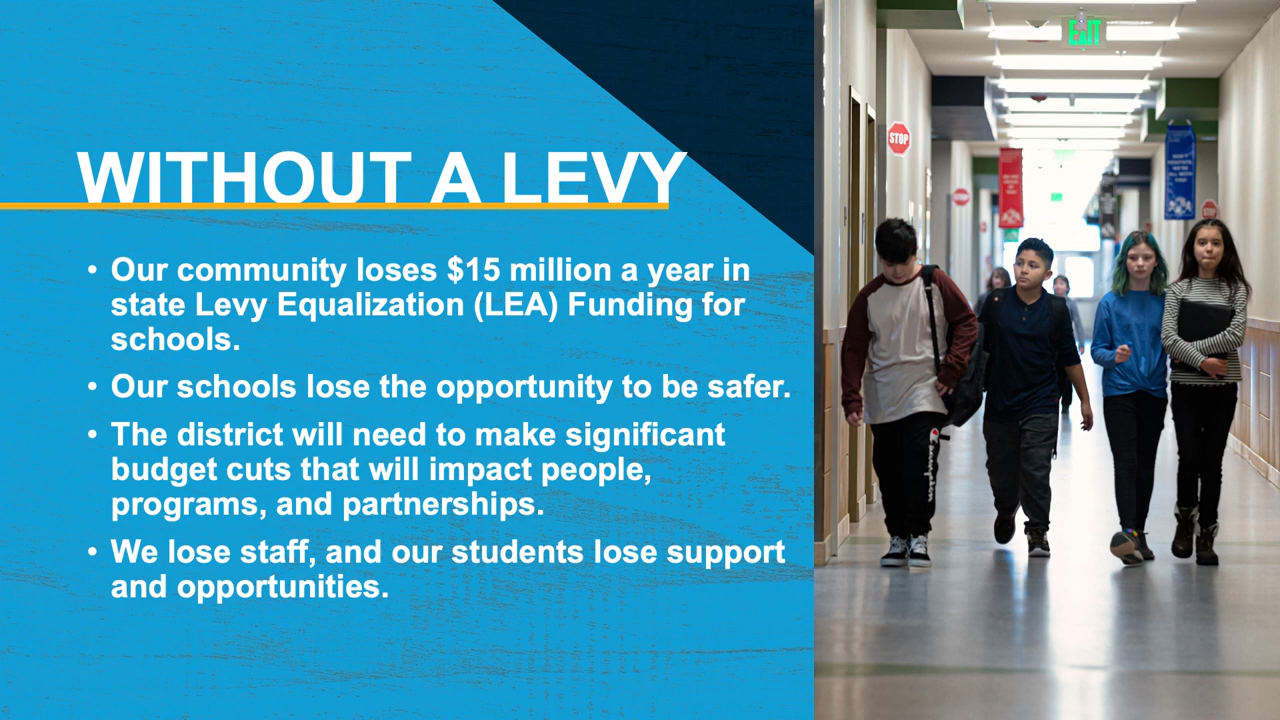 WITHOUT A LEVY
• Our community loses $15 million a year in
state Levy Equalization (LEA) Funding for
schools.
• Our schools lose the opportunity to be safer.
• The district will need to make significant
budget cuts that will impact people,
programs, and partnerships.
• We lose staff, and our students lose support
and opportunities.
EXIT
STOP
Champion